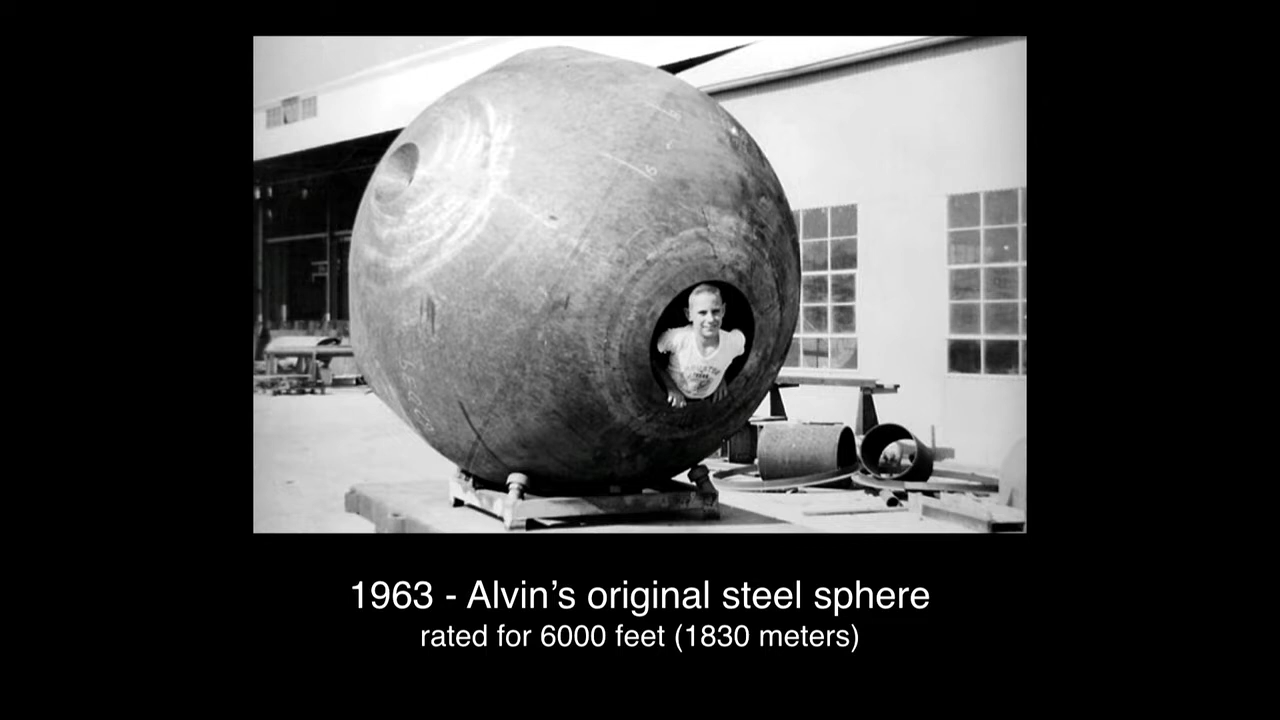 1963 - Alvin’s original steel sphere
rated for 6000 feet (1830 meters)